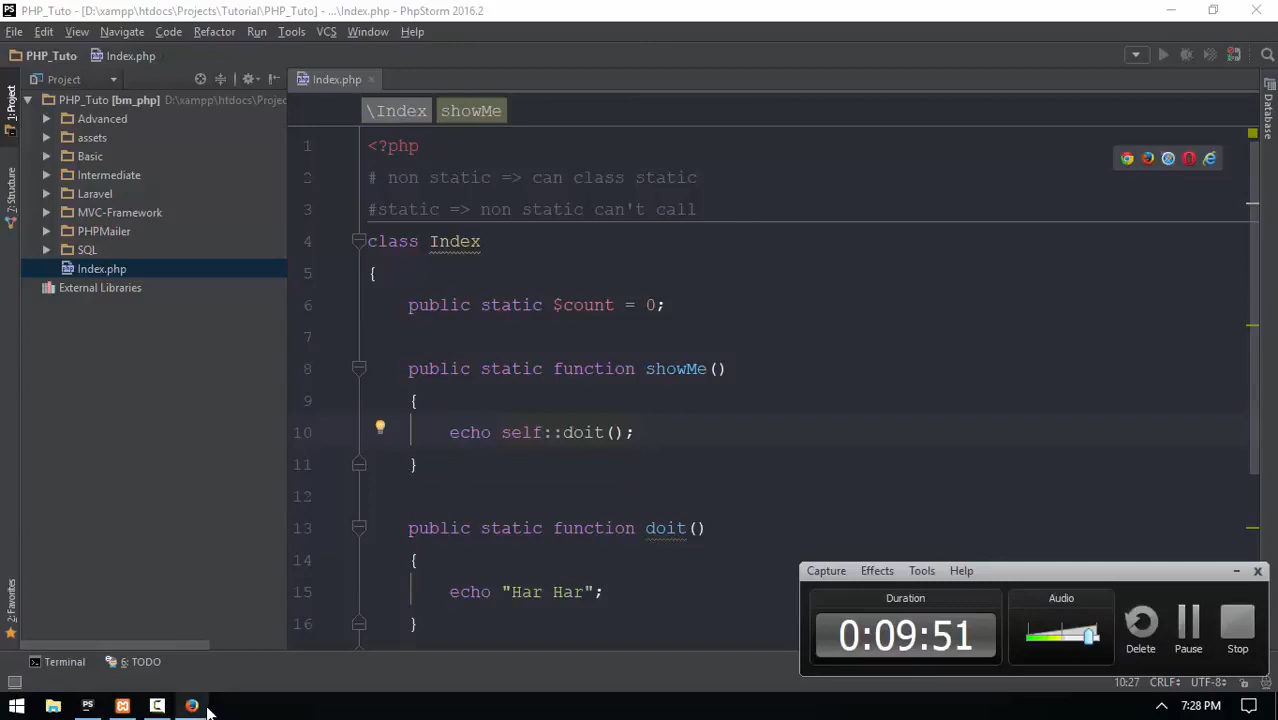 PHP_Tuto - [D:\xampp\htdocs\Projects\Tutorial\PHP_Tuto] - ...\Index.php - PhpStorm 2016.2
File Edit View Navigate Code Refactor Run Tools VCS Window Help
PHP_Tuto Index.php
Project
Index.php
1: Project
7: Structure
2: Favorites
Database
PHP_Tuto [bm_php] D:\xampp\htdocs\Projec
Advanced
assets
Basic
Intermediate
Laravel
MVC-Framework
PHPMailer
SQL
Index.php
External Libraries
\Index showMe
1 <?php
2 # non static => can class static
3 #static => non static can't call
4 class Index
5 {
6 public static $count = 0;
7
8 public static function showMe()
9 {
10 echo self::doit();
11 }
12
13 public static function doit()
14 {
15 echo "Har Har";
16 }
Capture Effects Tools Help
Duration
0:09:51
Audio
Delete Pause Stop
Terminal 6: TODO
10:27 CRLF UTF-8
7:28 PM